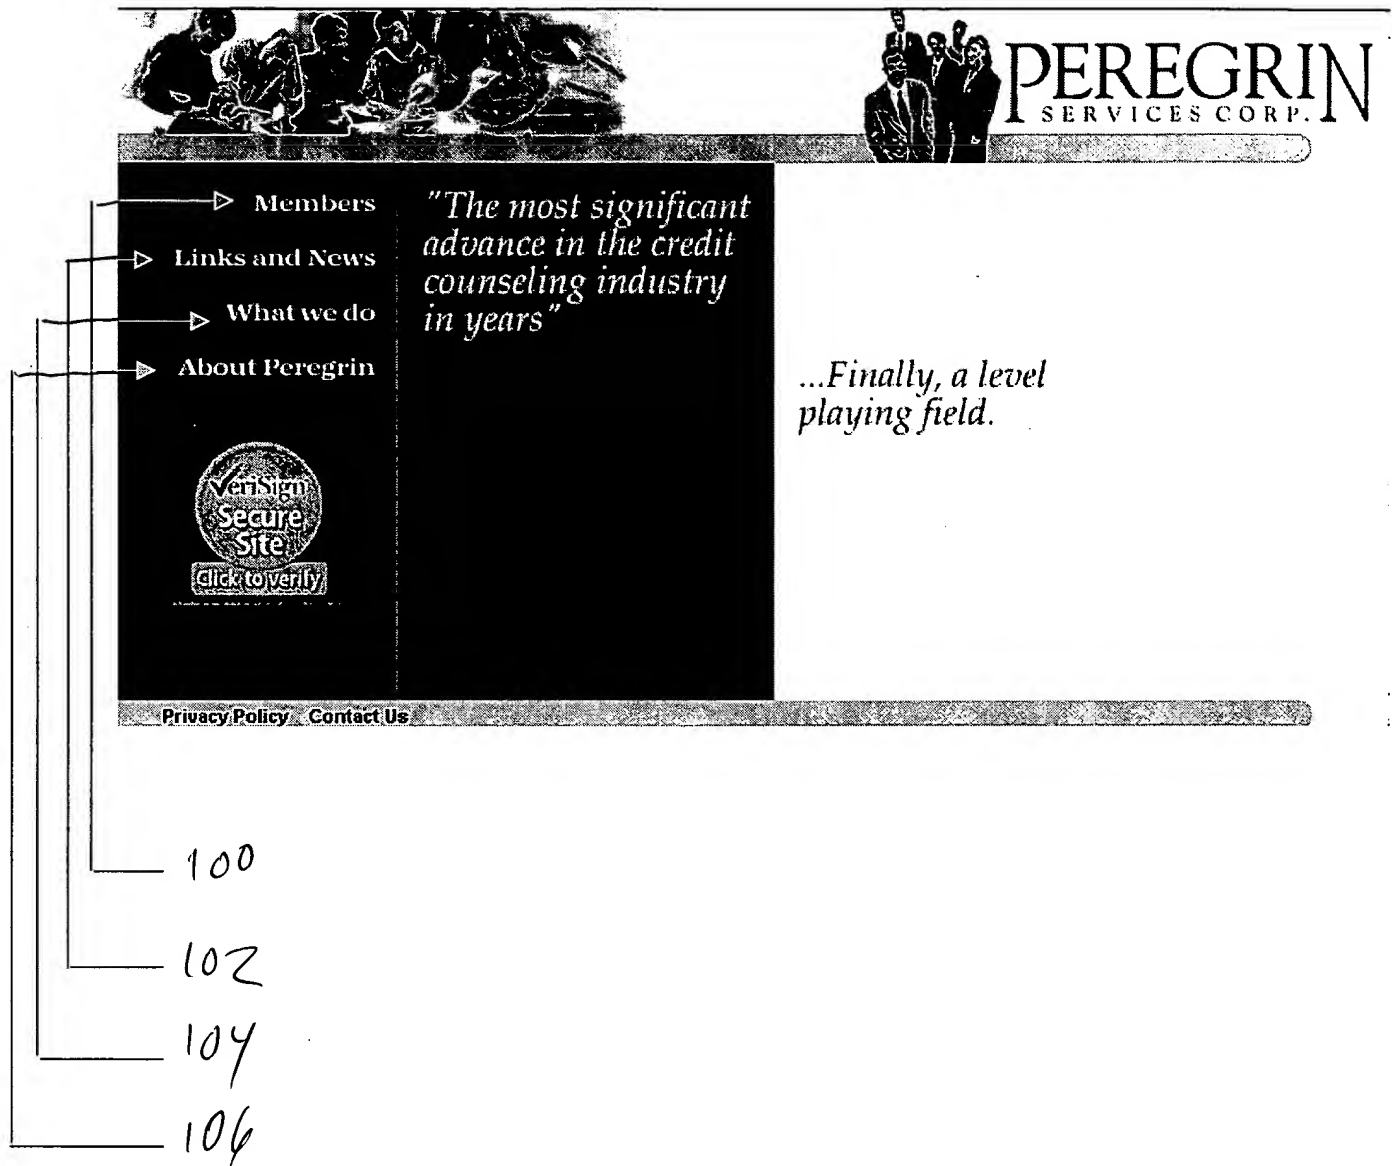 PEREGRIN
SERVICES CORP.
Members
Links and News
What we do
About Peregrin
"The most significant
advance in the credit
counseling industry
in years"
...Finally, a level
playing field.
VeriSign
Secure
Site
Click to verify
Privacy Policy Contact Us
100
102
104
106